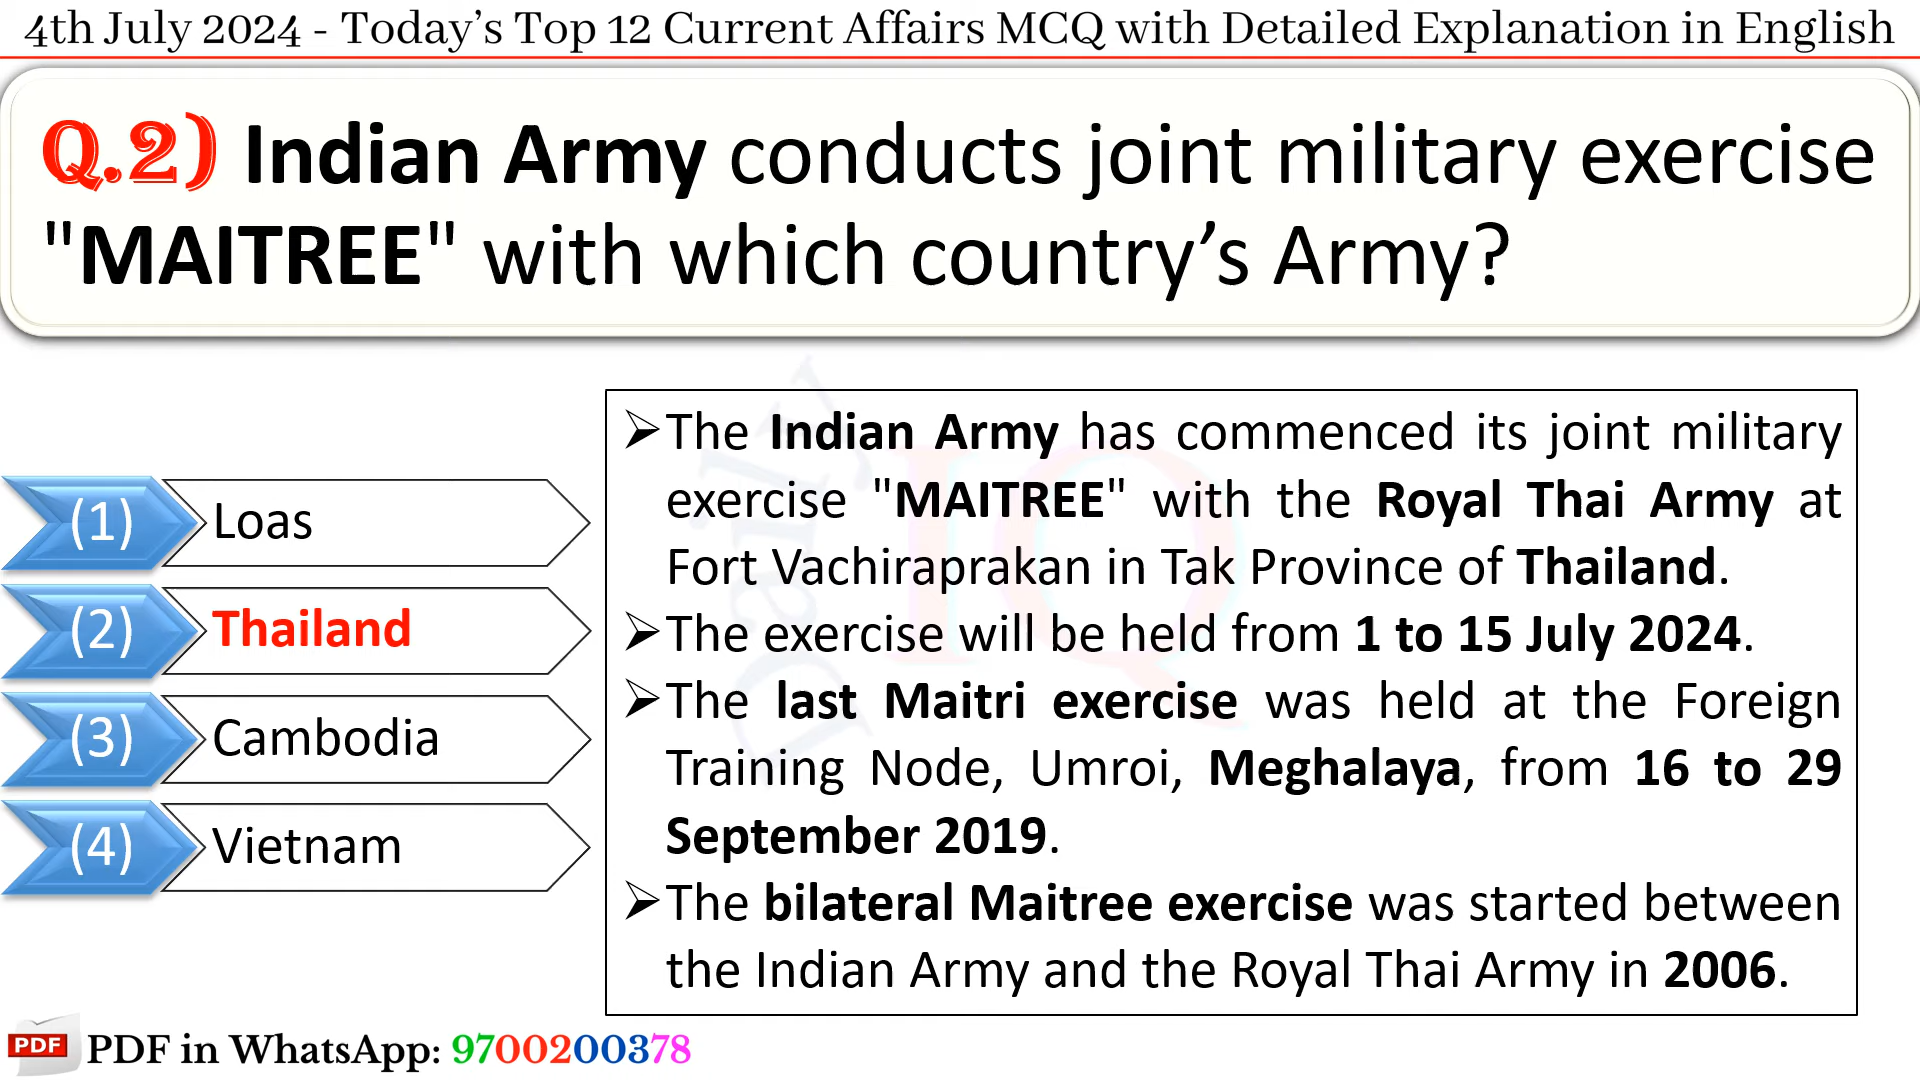 4th July 2024 - Today’s Top 12 Current Affairs MCQ with Detailed Explanation in English
Q.2) Indian Army conducts joint military exercise
"MAITREE" with which country’s Army?
(1) Loas
(2) Thailand
(3) Cambodia
(4) Vietnam
➢The Indian Army has commenced its joint military
exercise "MAITREE" with the Royal Thai Army at
Fort Vachiraprakan in Tak Province of Thailand.
➢The exercise will be held from 1 to 15 July 2024.
➢The last Maitri exercise was held at the Foreign
Training Node, Umroi, Meghalaya, from 16 to 29
September 2019.
➢The bilateral Maitree exercise was started between
the Indian Army and the Royal Thai Army in 2006.
Daily
IQ
PDF PDF in WhatsApp: 9700200378